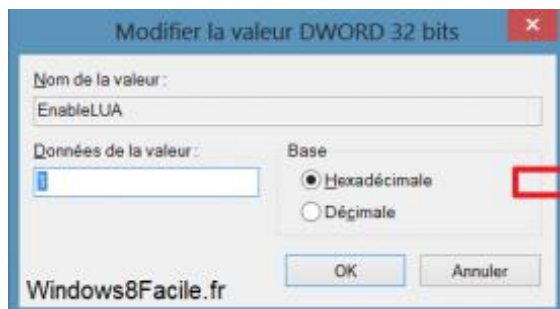 Modifier la valeur DWORD 32 bits
Nom de la valeur :
EnableLUA
Données de la valeur :
1
Base
Hexadécimale
Décimale
OK
Annuler
Windows8Facile.fr